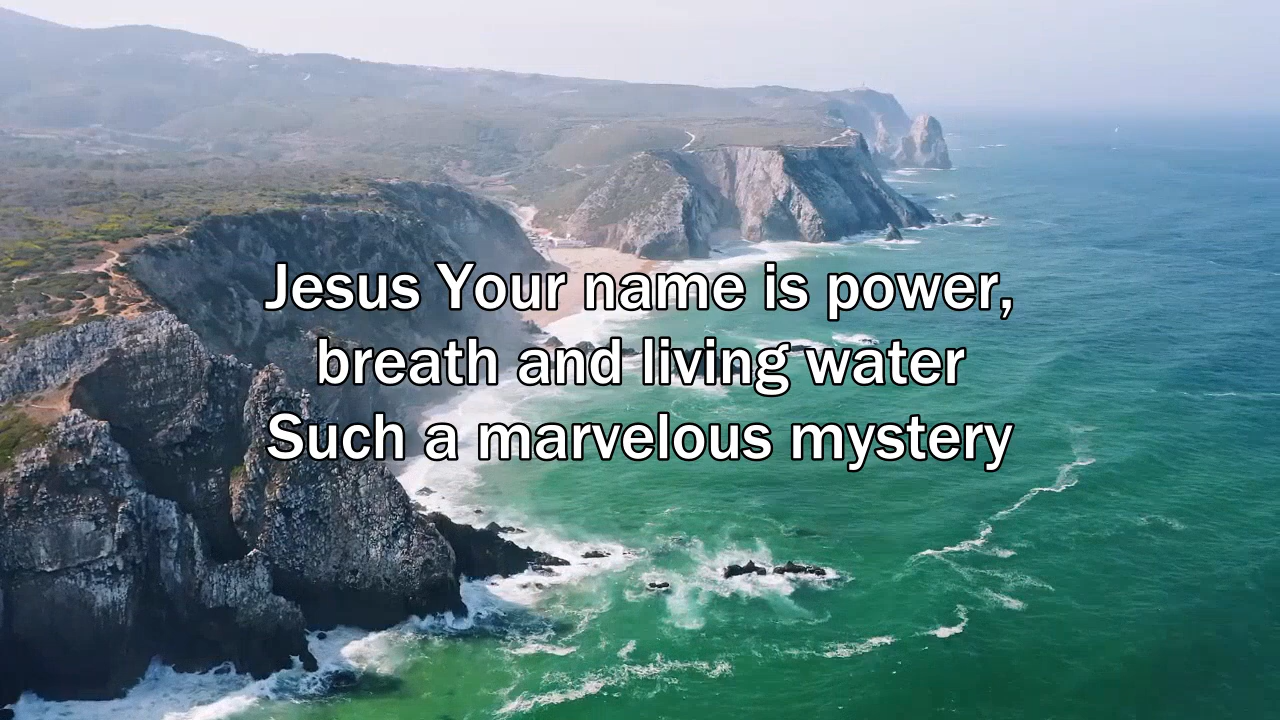 Jesus Your name is power,
breath and living water
Such a marvelous mystery